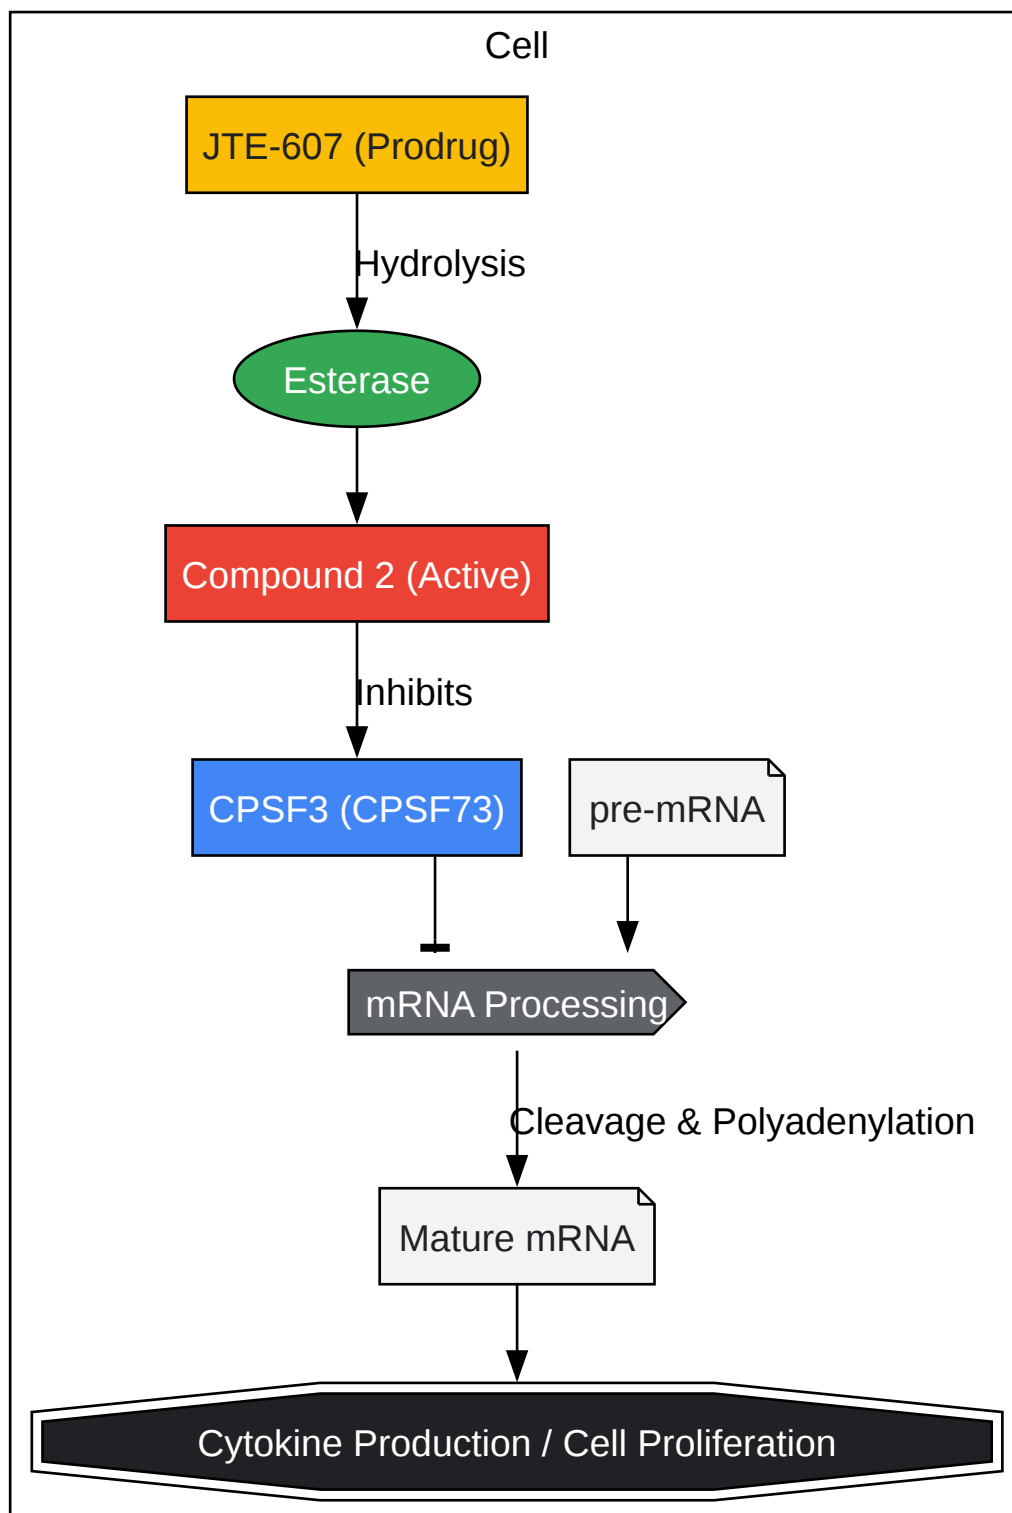 Cell
JTE-607 (Prodrug)
Hydrolysis
Esterase
Compound 2 (Active)
Inhibits
CPSF3 (CPSF73)
pre-mRNA
mRNA Processing
Cleavage & Polyadenylation
Mature mRNA
Cytokine Production / Cell Proliferation